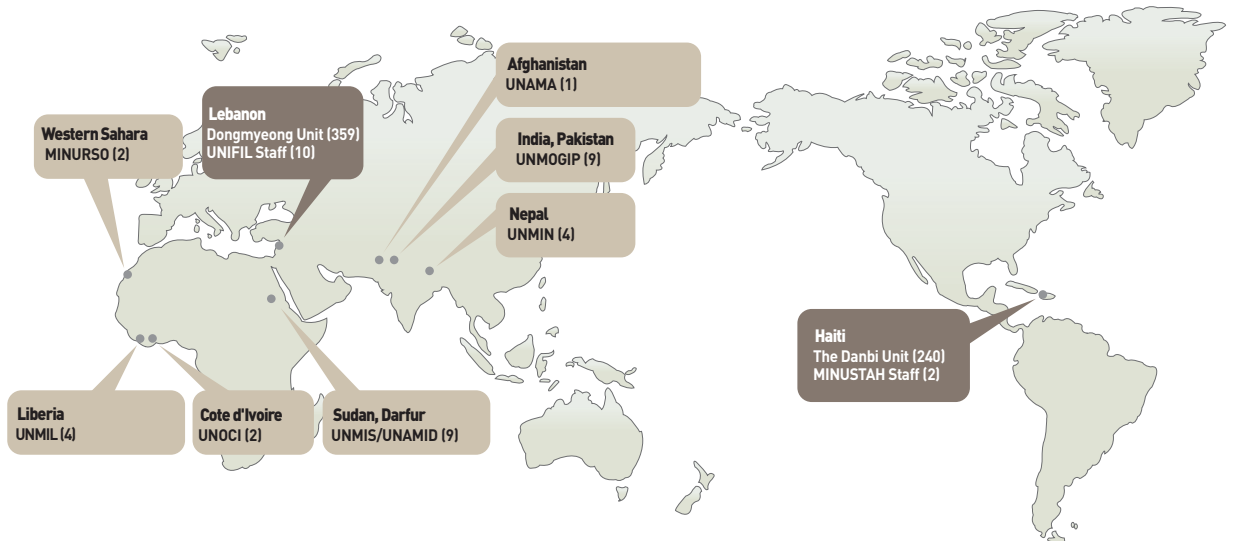 Afghanistan
UNAMA (1)
Lebanon
Dongmyeong Unit (359)
UNIFIL Staff (10)
Western Sahara
MINURSO (2)
India, Pakistan
UNMOGIP (9)
Nepal
UNMIN (4)
Haiti
The Danbi Unit (240)
MINUSTAH Staff (2)
Liberia
UNMIL (4)
Cote d'Ivoire
UNOCI (2)
Sudan, Darfur
UNMIS/UNAMID (9)